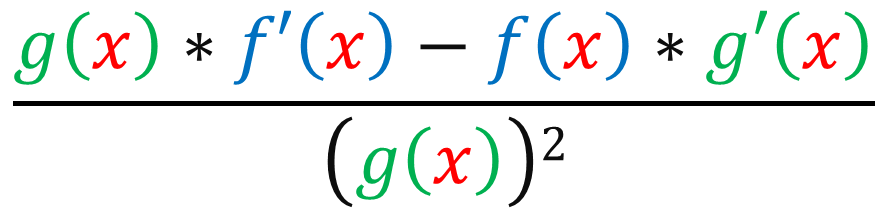 g(x) * f′(x) − f(x) * g′(x)
(g(x))²